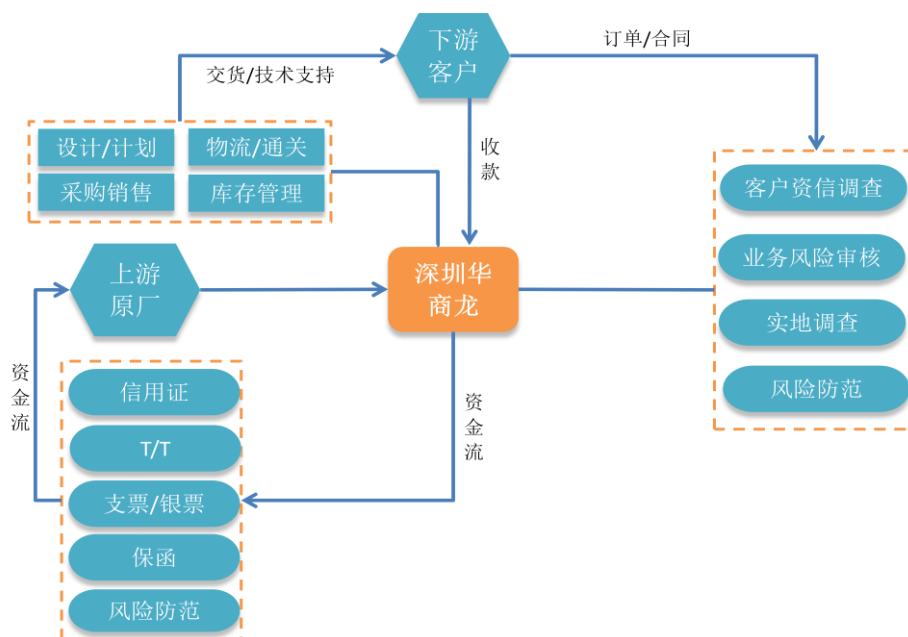 下游
客户
订单/合同
交货/技术支持
设计/计划
物流/通关
采购销售
库存管理
收
款
客户资信调查
业务风险审核
实地调查
风险防范
上游
原厂
深圳华
商龙
资
金
流
信用证
T/T
支票/银票
保函
风险防范
资
金
流